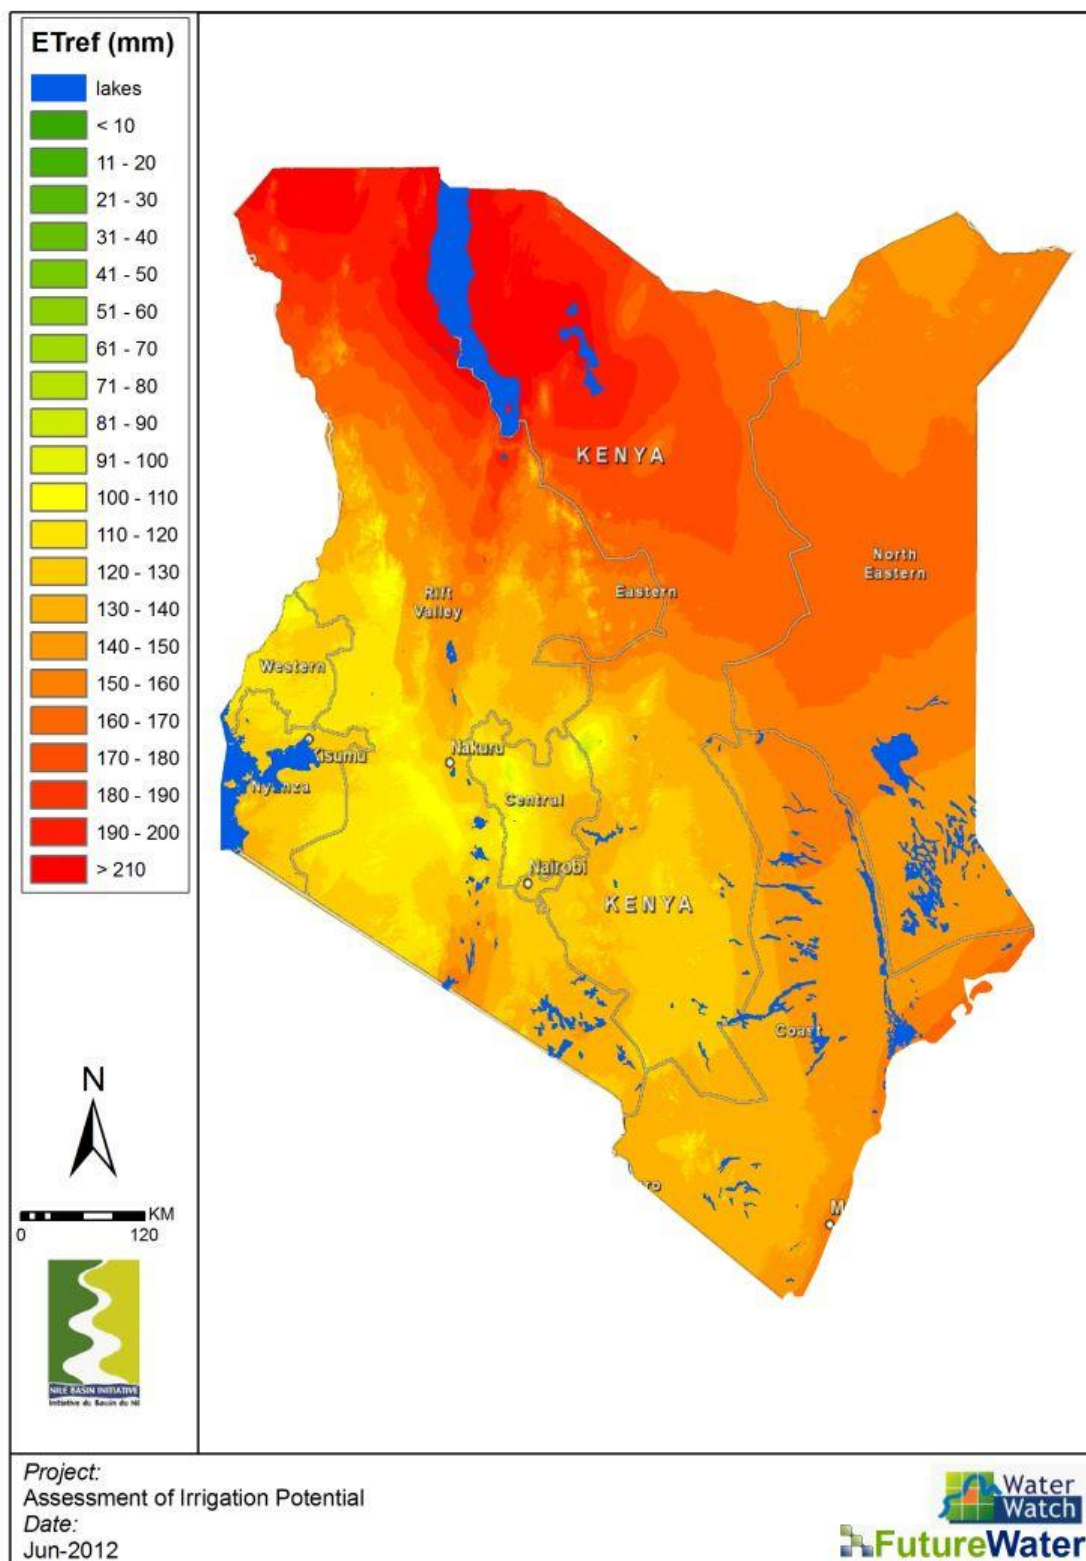 ETref (mm)
lakes
< 10
11 - 20
21 - 30
31 - 40
41 - 50
51 - 60
61 - 70
71 - 80
81 - 90
91 - 100
100 - 110
110 - 120
120 - 130
130 - 140
140 - 150
150 - 160
160 - 170
170 - 180
180 - 190
190 - 200
> 210
KENYA
North
Eastern
Eastern
Rift
Valley
Western
Kisumu
Nakuru
Nyanza
Central
Nairobi
KENYA
Coast
M
N
KM
0 120
NILE BASIN INITIATIVE
Initiative du Bassin du Nil
Project:
Assessment of Irrigation Potential
Date:
Jun-2012
Water
Watch
FutureWater